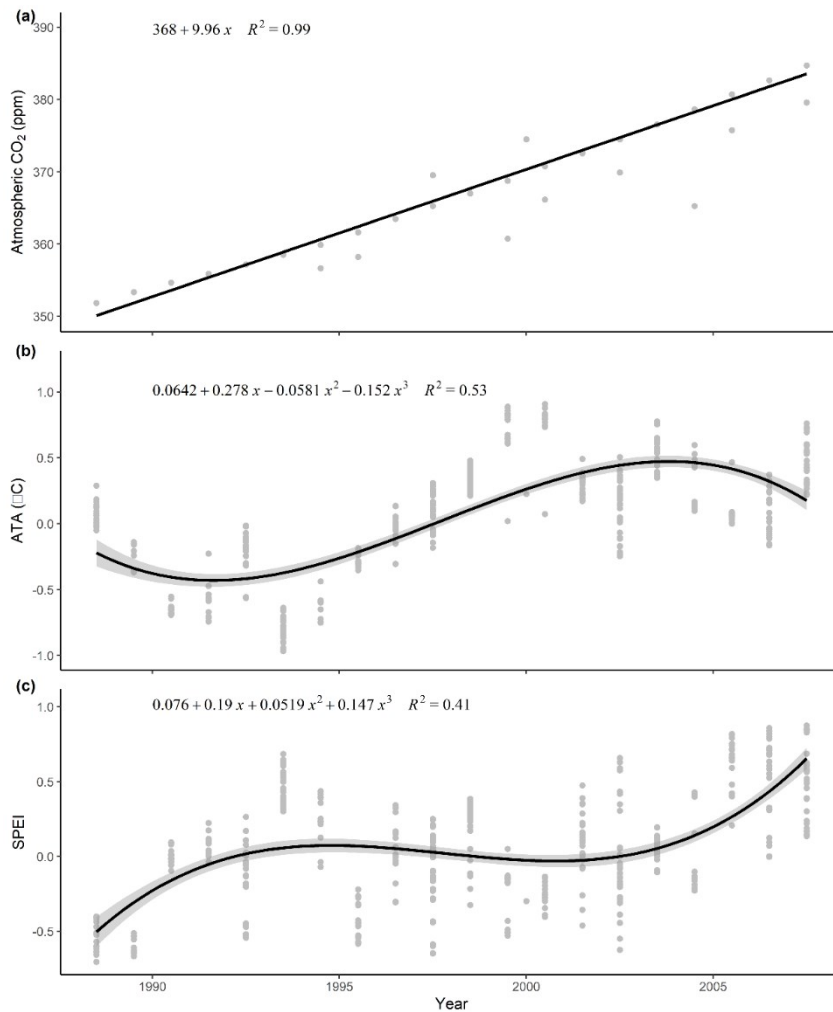 (a)
368 + 9.96 x R² = 0.99
390
380
370
360
350
Atmospheric CO₂ (ppm)
(b)
0.0642 + 0.278 x − 0.0581 x² − 0.152 x³ R² = 0.53
1.0
0.5
0.0
-0.5
-1.0
ATA (□C)
(c)
0.076 + 0.19 x + 0.0519 x² + 0.147 x³ R² = 0.41
1.0
0.5
0.0
-0.5
SPEI
1990 1995 2000 2005
Year